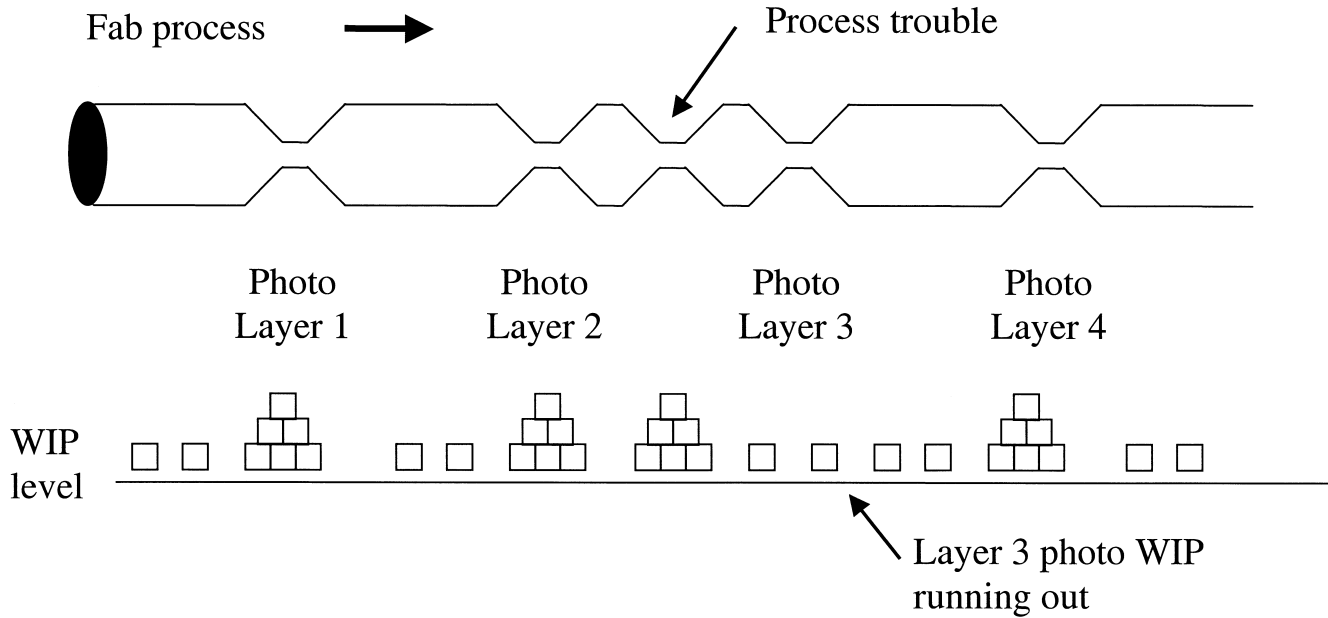 Fab process
Process trouble
Photo
Layer 1
Photo
Layer 2
Photo
Layer 3
Photo
Layer 4
WIP
level
Layer 3 photo WIP
running out